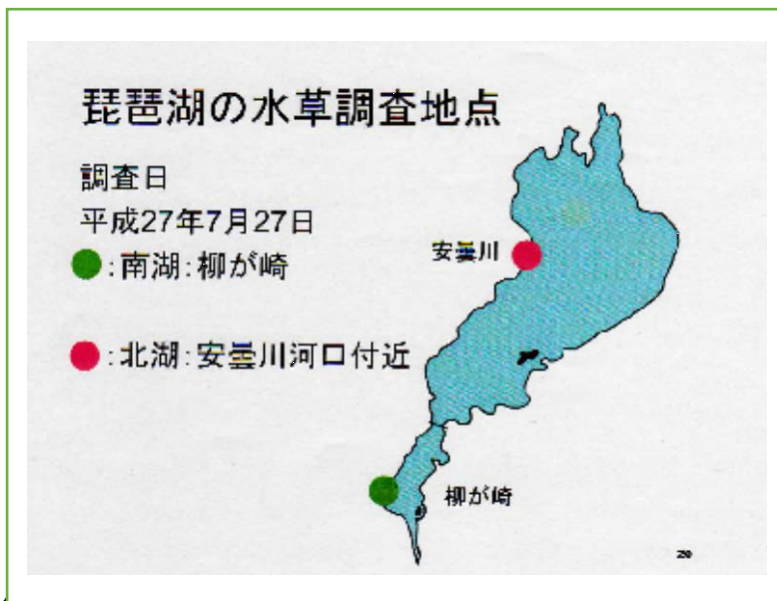 琵琶湖の水草調査地点
調査日
平成27年7月27日
:南湖:柳が崎
:北湖:安曇川河口付近
安曇川
柳が崎